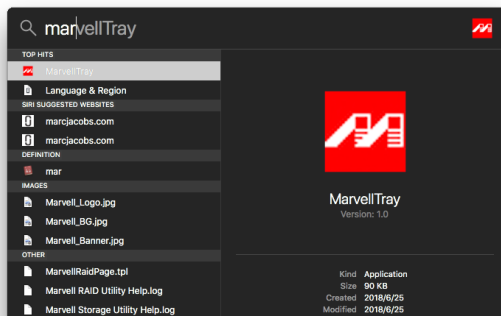 marvellTray
TOP HITS
MarvellTray
Language & Region
SIRI SUGGESTED WEBSITES
marcjacobs.com
marcjacobs.com
DEFINITION
mar
IMAGES
Marvell_Logo.jpg
Marvell_BG.jpg
Marvell_Banner.jpg
OTHER
MarvellRaidPage.tpl
Marvell RAID Utility Help.log
Marvell Storage Utility Help.log
MarvellTray
Version: 1.0
Kind Application
Size 90 KB
Created 2018/6/25
Modified 2018/6/25